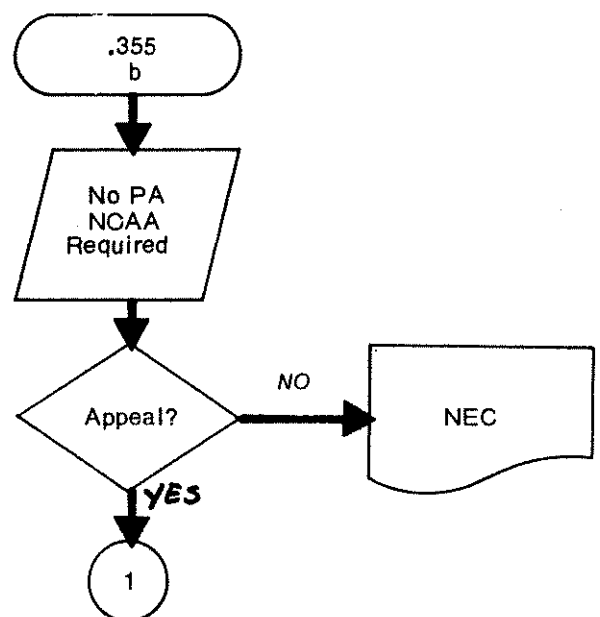 .355
b
No PA
NCAA
Required
Appeal?
NO
NEC
YES
1